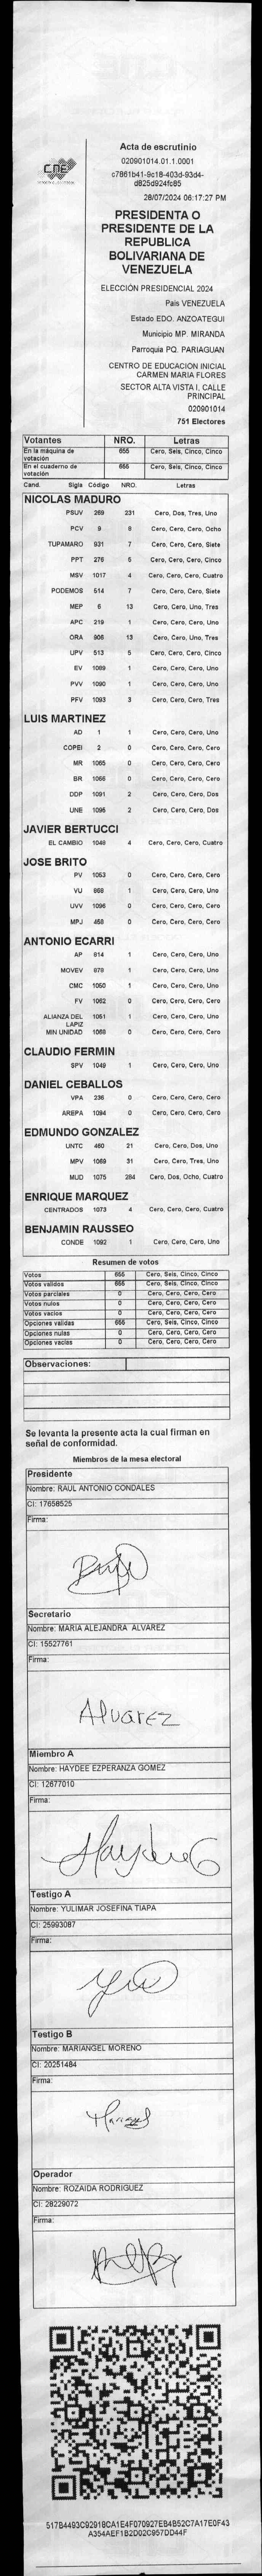 CNE
Acta de escrutinio
020901014.01.1.0001
c7861b41-9c18-403d-93d4-
d825d924fc85
28/07/2024 06:17:27 PM
PRESIDENTA O
PRESIDENTE DE LA
REPUBLICA
BOLIVARIANA DE
VENEZUELA
ELECCIÓN PRESIDENCIAL 2024
País VENEZUELA
Estado EDO. ANZOATEGUI
Municipio MP. MIRANDA
Parroquia PQ. PARIAGUAN
CENTRO DE EDUCACION INICIAL
CARMEN MARIA FLORES
SECTOR ALTA VISTA I, CALLE
PRINCIPAL
020901014
751 Electores
Votantes NRO. Letras
En la máquina de votación 655 Cero, Seis, Cinco, Cinco
En el cuaderno de votación 655 Cero, Seis, Cinco, Cinco
Cand. Sigla Código NRO. Letras
NICOLAS MADURO
PSUV 269 231 Cero, Dos, Tres, Uno
PCV 9 8 Cero, Cero, Cero, Ocho
TUPAMARO 931 7 Cero, Cero, Cero, Siete
PPT 276 5 Cero, Cero, Cero, Cinco
MSV 1017 4 Cero, Cero, Cero, Cuatro
PODEMOS 514 7 Cero, Cero, Cero, Siete
MEP 6 13 Cero, Cero, Uno, Tres
APC 219 1 Cero, Cero, Cero, Uno
ORA 906 13 Cero, Cero, Uno, Tres
UPV 513 5 Cero, Cero, Cero, Cinco
EV 1089 1 Cero, Cero, Cero, Uno
PVV 1090 1 Cero, Cero, Cero, Uno
PFV 1093 3 Cero, Cero, Cero, Tres
LUIS MARTINEZ
AD 1 1 Cero, Cero, Cero, Uno
COPEI 2 0 Cero, Cero, Cero, Cero
MR 1065 0 Cero, Cero, Cero, Cero
BR 1066 0 Cero, Cero, Cero, Cero
DDP 1091 2 Cero, Cero, Cero, Dos
UNE 1095 2 Cero, Cero, Cero, Dos
JAVIER BERTUCCI
EL CAMBIO 1048 4 Cero, Cero, Cero, Cuatro
JOSE BRITO
PV 1053 0 Cero, Cero, Cero, Cero
VU 868 1 Cero, Cero, Cero, Uno
UVV 1096 0 Cero, Cero, Cero, Cero
MPJ 458 0 Cero, Cero, Cero, Cero
ANTONIO ECARRI
AP 814 1 Cero, Cero, Cero, Uno
MOVEV 879 1 Cero, Cero, Cero, Uno
CMC 1050 1 Cero, Cero, Cero, Uno
FV 1062 0 Cero, Cero, Cero, Cero
ALIANZA DEL LAPIZ 1051 1 Cero, Cero, Cero, Uno
MIN UNIDAD 1068 0 Cero, Cero, Cero, Cero
CLAUDIO FERMIN
SPV 1049 1 Cero, Cero, Cero, Uno
DANIEL CEBALLOS
VPA 236 0 Cero, Cero, Cero, Cero
AREPA 1094 0 Cero, Cero, Cero, Cero
EDMUNDO GONZALEZ
UNTC 460 21 Cero, Cero, Dos, Uno
MPV 1069 31 Cero, Cero, Tres, Uno
MUD 1075 284 Cero, Dos, Ocho, Cuatro
ENRIQUE MARQUEZ
CENTRADOS 1073 4 Cero, Cero, Cero, Cuatro
BENJAMIN RAUSSEO
CONDE 1092 1 Cero, Cero, Cero, Uno
Resumen de votos
Votos 655 Cero, Seis, Cinco, Cinco
Votos validos 655 Cero, Seis, Cinco, Cinco
Votos parciales 0 Cero, Cero, Cero, Cero
Votos nulos 0 Cero, Cero, Cero, Cero
Votos vacios 0 Cero, Cero, Cero, Cero
Opciones validas 655 Cero, Seis, Cinco, Cinco
Opciones nulas 0 Cero, Cero, Cero, Cero
Opciones vacias 0 Cero, Cero, Cero, Cero
Observaciones:
Se levanta la presente acta la cual firman en
señal de conformidad.
Miembros de la mesa electoral
Presidente
Nombre: RAUL ANTONIO CONDALES
CI: 17658525
Firma:
Secretario
Nombre: MARIA ALEJANDRA ALVAREZ
CI: 15527761
Firma:
Alvarez
Miembro A
Nombre: HAYDEE EZPERANZA GOMEZ
CI: 12677010
Firma:
Testigo A
Nombre: YULIMAR JOSEFINA TIAPA
CI: 25993087
Firma:
Testigo B
Nombre: MARIANGEL MORENO
CI: 20251484
Firma:
Operador
Nombre: ROZAIDA RODRIGUEZ
CI: 28229072
Firma:
517B4493C92918CA1E4F070927EB4B52C7A17E0F43
A354AEF1B2D02C957DD44F